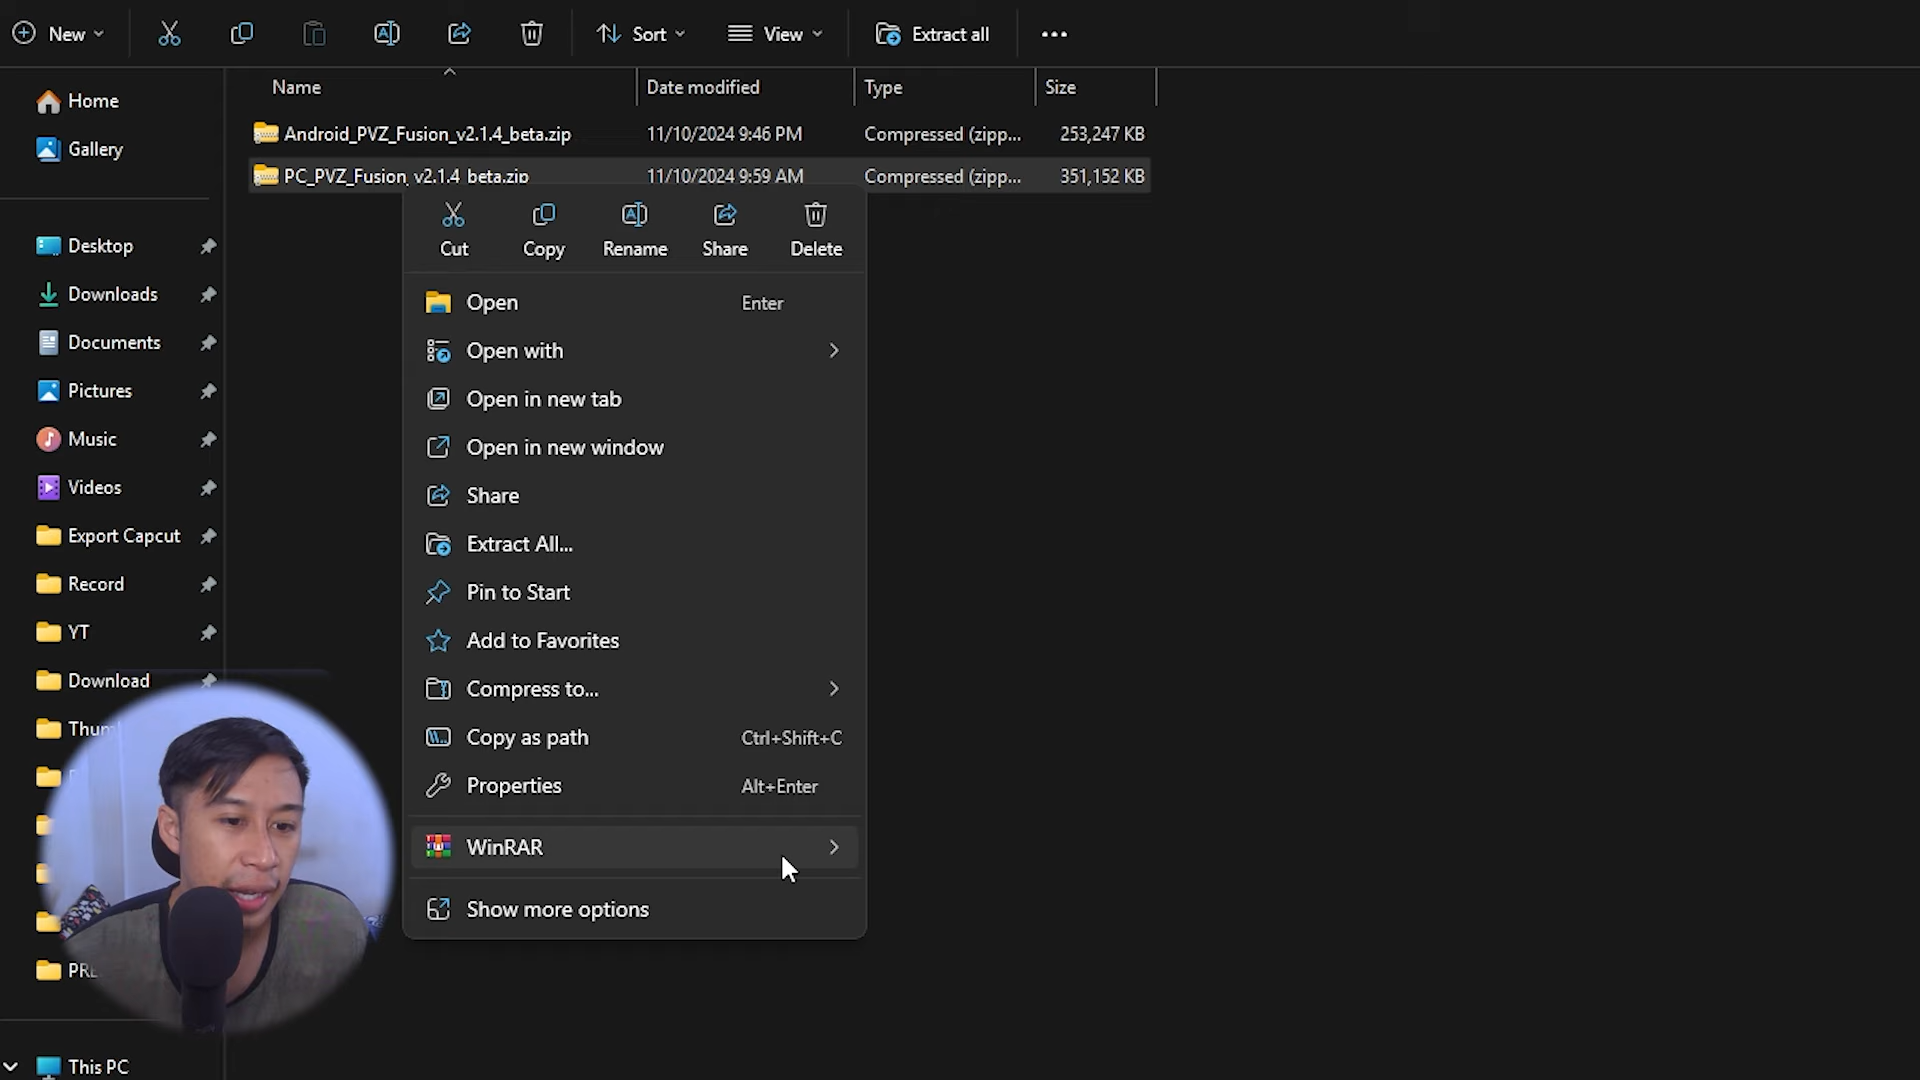 New
Sort
View
Extract all
Name
Date modified
Type
Size
Home
Gallery
Android_PVZ_Fusion_v2.1.4_beta.zip
11/10/2024 9:46 PM
Compressed (zipp...
253,247 KB
PC_PVZ_Fusion_v2.1.4_beta.zip
11/10/2024 9:59 AM
Compressed (zipp...
351,152 KB
Desktop
Downloads
Documents
Pictures
Music
Videos
Export Capcut
Record
YT
Download
This PC
Cut
Copy
Rename
Share
Delete
Open
Enter
Open with
Open in new tab
Open in new window
Share
Extract All...
Pin to Start
Add to Favorites
Compress to...
Copy as path
Ctrl+Shift+C
Properties
Alt+Enter
WinRAR
Show more options